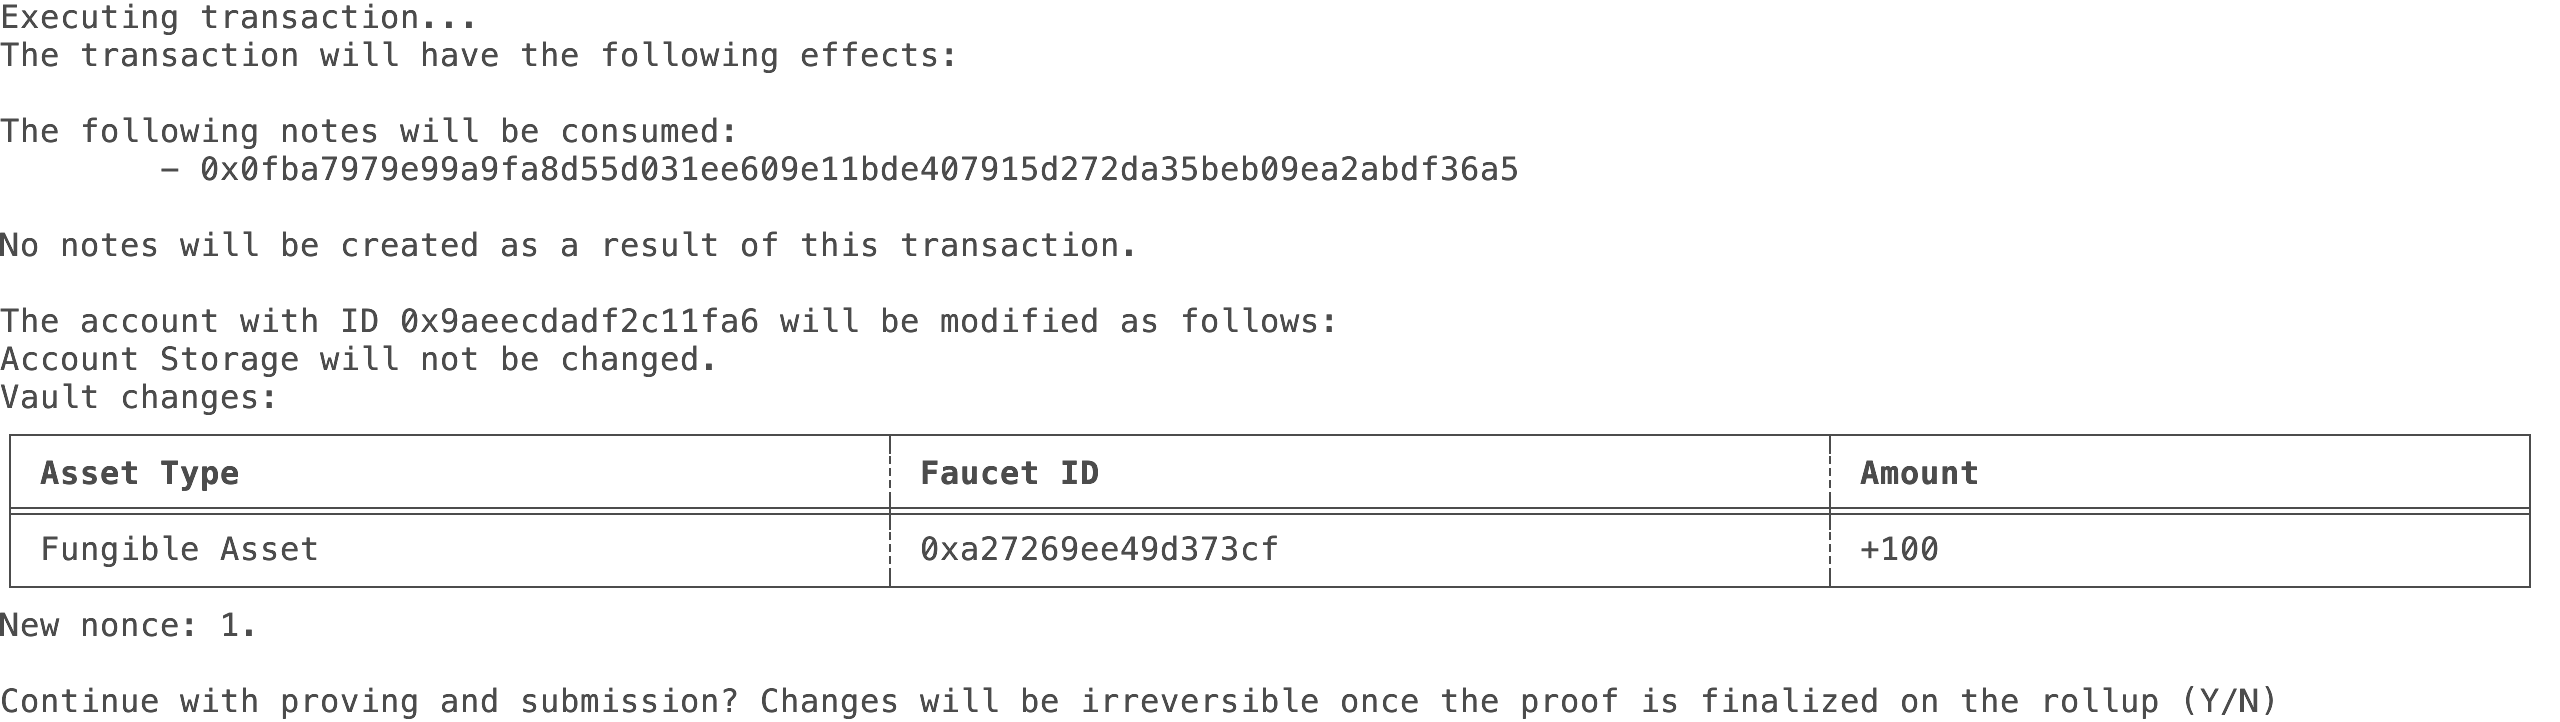 Executing transaction...
The transaction will have the following effects:
The following notes will be consumed:
– 0x0fba7979e99a9fa8d55d031ee609e11bde407915d272da35beb09ea2abdf36a5
No notes will be created as a result of this transaction.
The account with ID 0x9aeecdadf2c11fa6 will be modified as follows:
Account Storage will not be changed.
Vault changes:
Asset Type Faucet ID Amount
Fungible Asset 0xa27269ee49d373cf +100
New nonce: 1.
Continue with proving and submission? Changes will be irreversible once the proof is finalized on the rollup (Y/N)